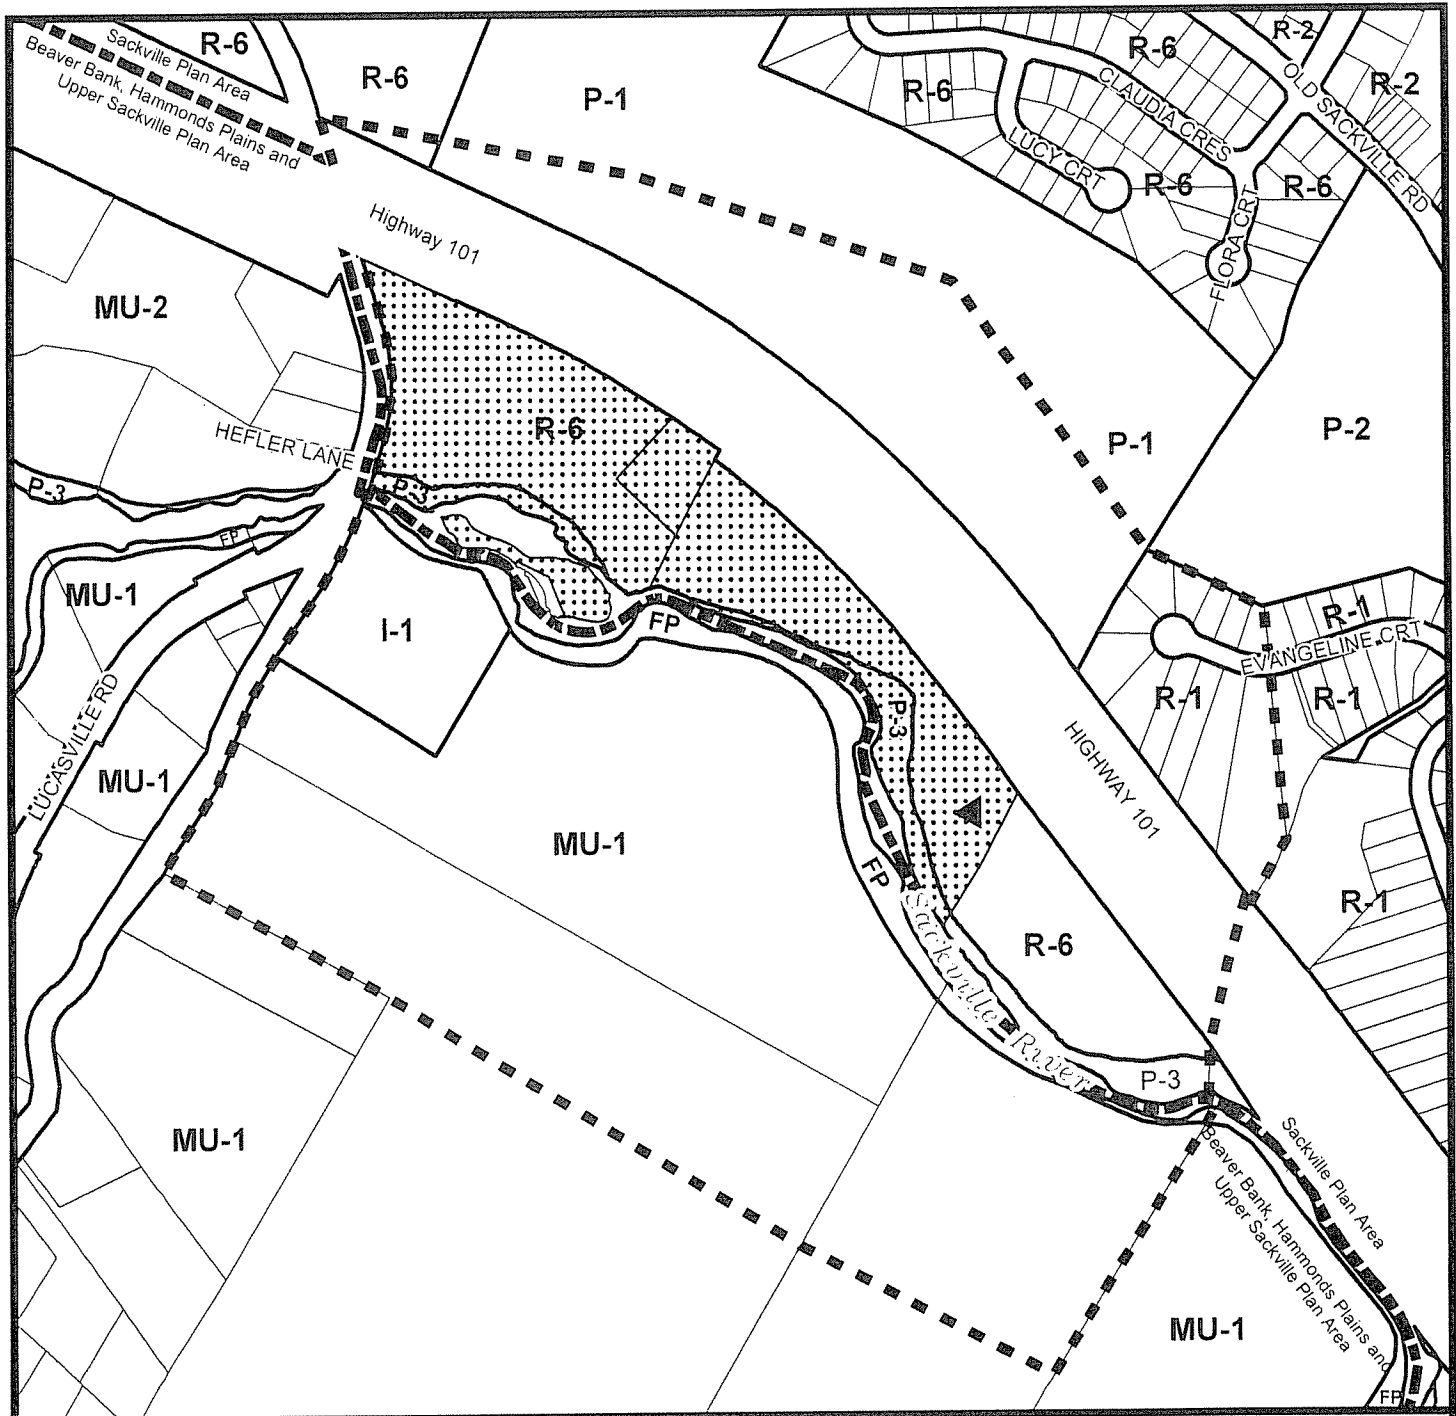 R-6
Sackville Plan Area
Beaver Bank, Hammonds Plains and
Upper Sackville Plan Area
R-6
P-1
R-6
R-6
R-2
R-2
OLD SACKVILLE RD
CLAUDIA CRES
LUCY CRT
R-6
R-6
FLORA CRT
Highway 101
MU-2
R-6
HEFLER LANE
P-3
P-3
FP
P-1
P-2
MU-1
I-1
FP
R-1
EVANGELINE CRT
R-1
R-1
P-3
LUCASVILLE RD
MU-1
MU-1
HIGHWAY 101
FP
R-1
Sackville River
R-6
P-3
MU-1
Sackville Plan Area
Beaver Bank, Hammonds Plains and
Upper Sackville Plan Area
MU-1
FP